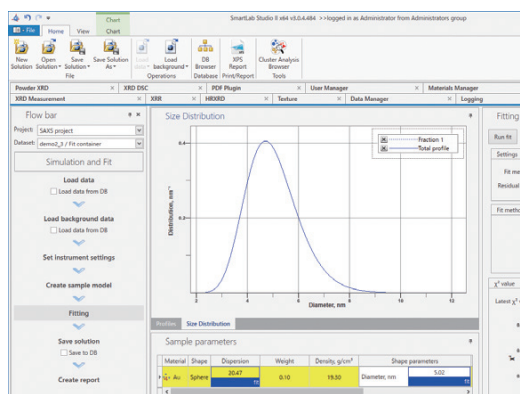 SmartLab Studio II x64 v3.0.4.484 >>logged in as Administrator from Administrators group
Chart
File Home View Chart
New Solution
Open Solution
Save Solution
Save Solution As
Load data
Load background
DB Browser
XPS Report
Cluster Analysis Browser
File Operations Database Print/Report Tools
Powder XRD XRD DSC PDF Plugin User Manager Materials Manager
XRD Measurement XRR HRXRD Texture Data Manager Logging
Flow bar
Project: SAXS project
Dataset: demo2_3 / Fit container
Simulation and Fit
Load data
Load data from DB
Load background data
Load data from DB
Set instrument settings
Create sample model
Fitting
Save solution
Save to DB
Create report
Size Distribution
Fraction 1
Total profile
Distribution, nm⁻¹
0.4
0.2
2 4 6 8 10 12
Diameter, nm
Profiles Size Distribution
Sample parameters
Material Shape Dispersion Weight Density, g/cm³ Shape parameters
Au Sphere 20.47 0.10 19.30 Diameter, nm 5.02
fit fit
Fitting
Run fit
Settings
Fit me
Residual
Fit metho
χ² value
Latest χ²